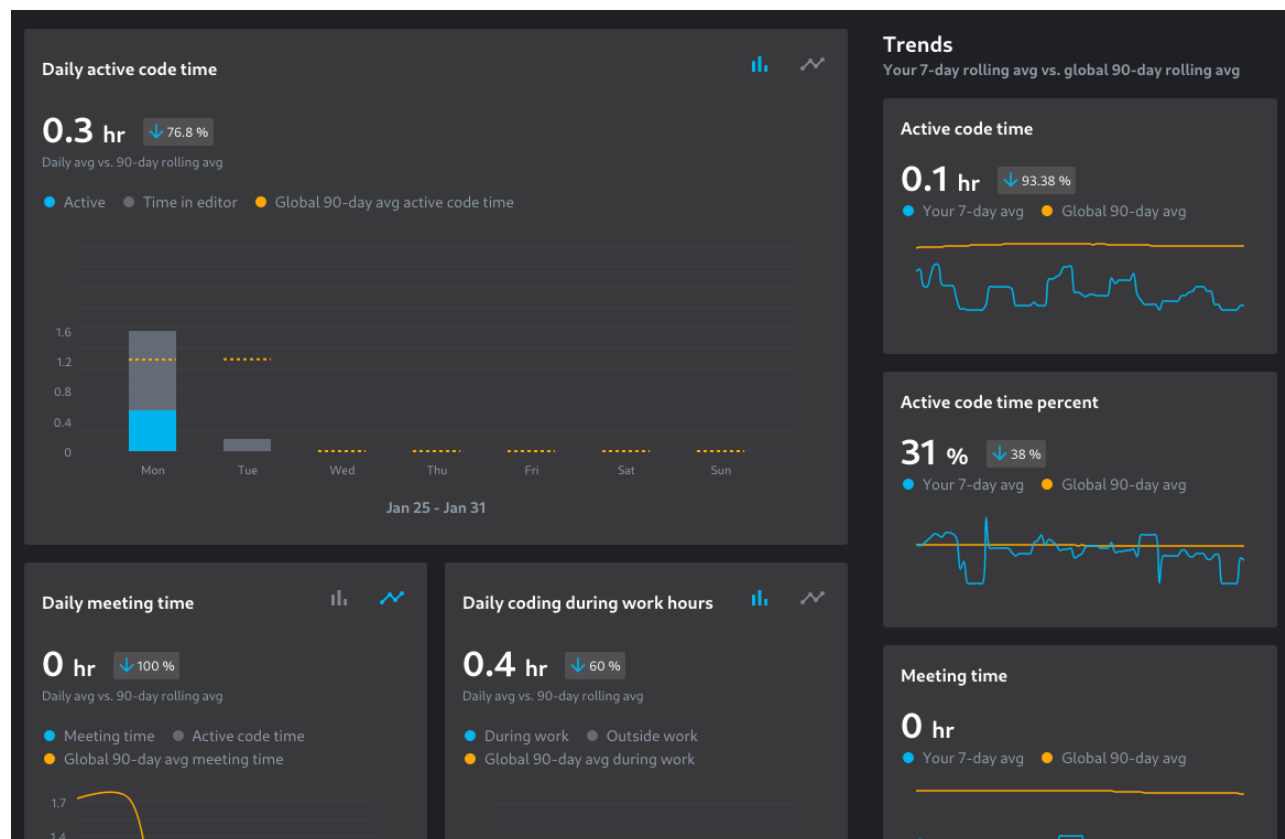 Daily active code time
0.3 hr ↓ 76.8 %
Daily avg vs. 90-day rolling avg
Active Time in editor Global 90-day avg active code time
1.6
1.2
0.8
0.4
0
Mon Tue Wed Thu Fri Sat Sun
Jan 25 - Jan 31
Daily meeting time
0 hr ↓ 100 %
Daily avg vs. 90-day rolling avg
Meeting time Active code time
Global 90-day avg meeting time
1.7
1.4
Daily coding during work hours
0.4 hr ↓ 60 %
Daily avg vs. 90-day rolling avg
During work Outside work
Global 90-day avg during work
Trends
Your 7-day rolling avg vs. global 90-day rolling avg
Active code time
0.1 hr ↓ 93.38 %
Your 7-day avg Global 90-day avg
Active code time percent
31 % ↓ 38 %
Your 7-day avg Global 90-day avg
Meeting time
0 hr
Your 7-day avg Global 90-day avg